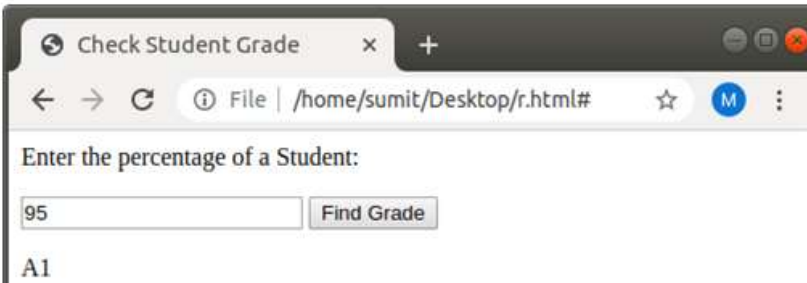 Check Student Grade
File | /home/sumit/Desktop/r.html#
M
Enter the percentage of a Student:
95 Find Grade
A1